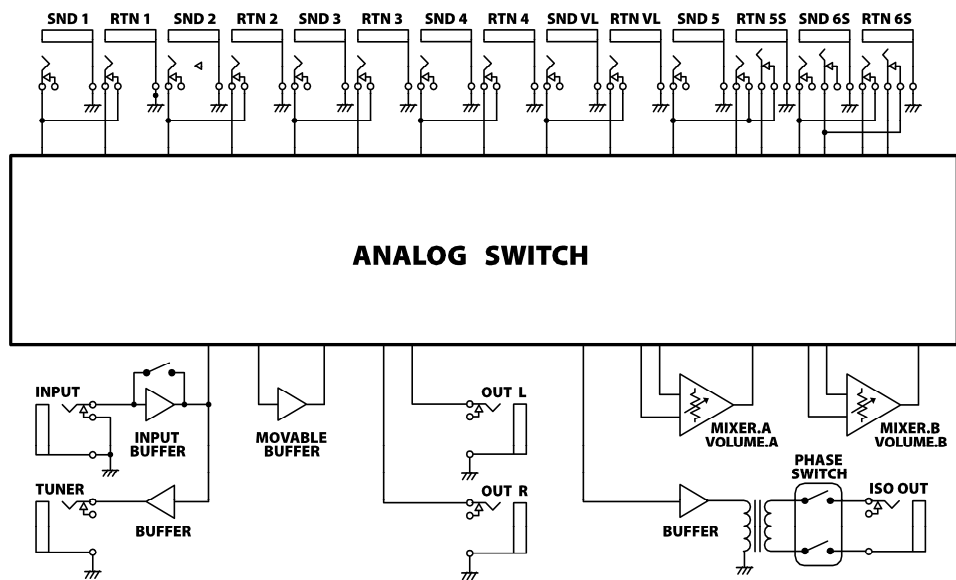 SND 1 RTN 1 SND 2 RTN 2 SND 3 RTN 3 SND 4 RTN 4 SND VL RTN VL SND 5 RTN 5S SND 6S RTN 6S
ANALOG SWITCH
INPUT
INPUT
BUFFER
MOVABLE
BUFFER
OUT L
MIXER.A
VOLUME.A
MIXER.B
VOLUME.B
TUNER
BUFFER
OUT R
BUFFER
PHASE
SWITCH
ISO OUT